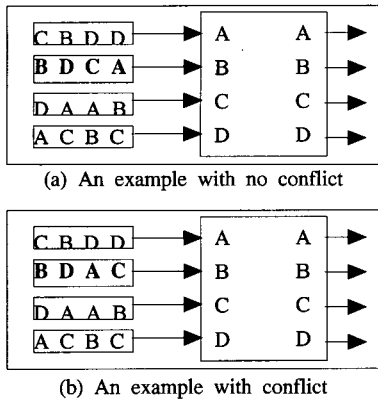 C B D D A A
B D C A B B
D A A B C C
A C B C D D
(a) An example with no conflict
C B D D A A
B D A C B B
D A A B C C
A C B C D D
(b) An example with conflict